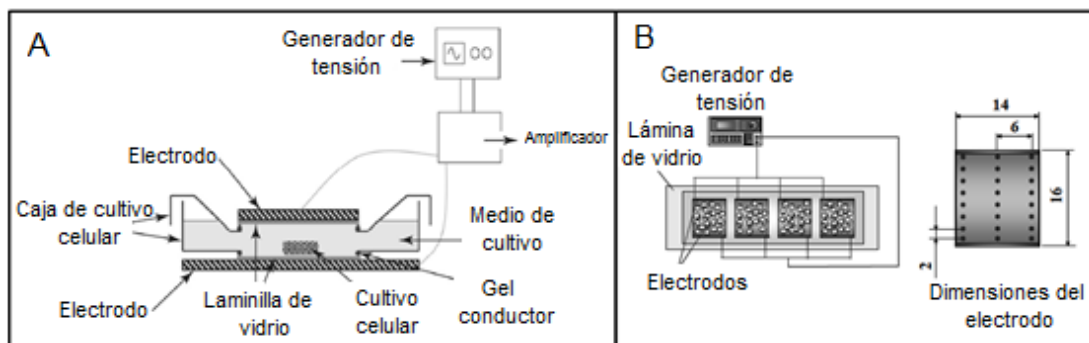 A
Generador de
tensión
Amplificador
Electrodo
Caja de cultivo
celular
Medio de
cultivo
Electrodo
Laminilla de
vidrio
Cultivo
celular
Gel
conductor
B
Generador de
tensión
Lámina
de vidrio
Electrodos
14
6
16
2
Dimensiones del
electrodo